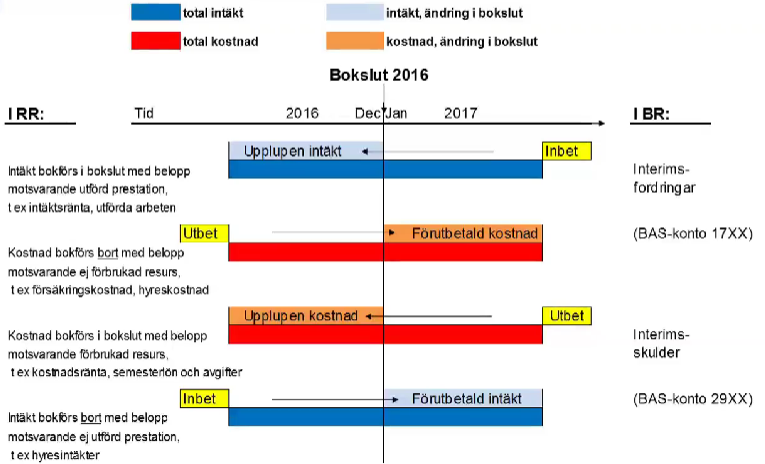 total intäkt
intäkt, ändring i bokslut
total kostnad
kostnad, ändring i bokslut
Bokslut 2016
I RR:
Tid
2016
Dec Jan
2017
I BR:
Upplupen intäkt
Inbet
Intäkt bokförs i bokslut med belopp
motsvarande utförd prestation,
t ex intäktsränta, utförda arbeten
Interims-
fordringar
Utbet
Förutbetald kostnad
(BAS-konto 17XX)
Kostnad bokförs bort med belopp
motsvarande ej förbrukad resurs,
t ex försäkringskostnad, hyreskostnad
Upplupen kostnad
Utbet
Kostnad bokförs i bokslut med belopp
motsvarande förbrukad resurs,
t ex kostnadsränta, semesterlön och avgifter
Interims-
skulder
Inbet
Förutbetald intäkt
(BAS-konto 29XX)
Intäkt bokförs bort med belopp
motsvarande ej utförd prestation,
t ex hyresintäkter